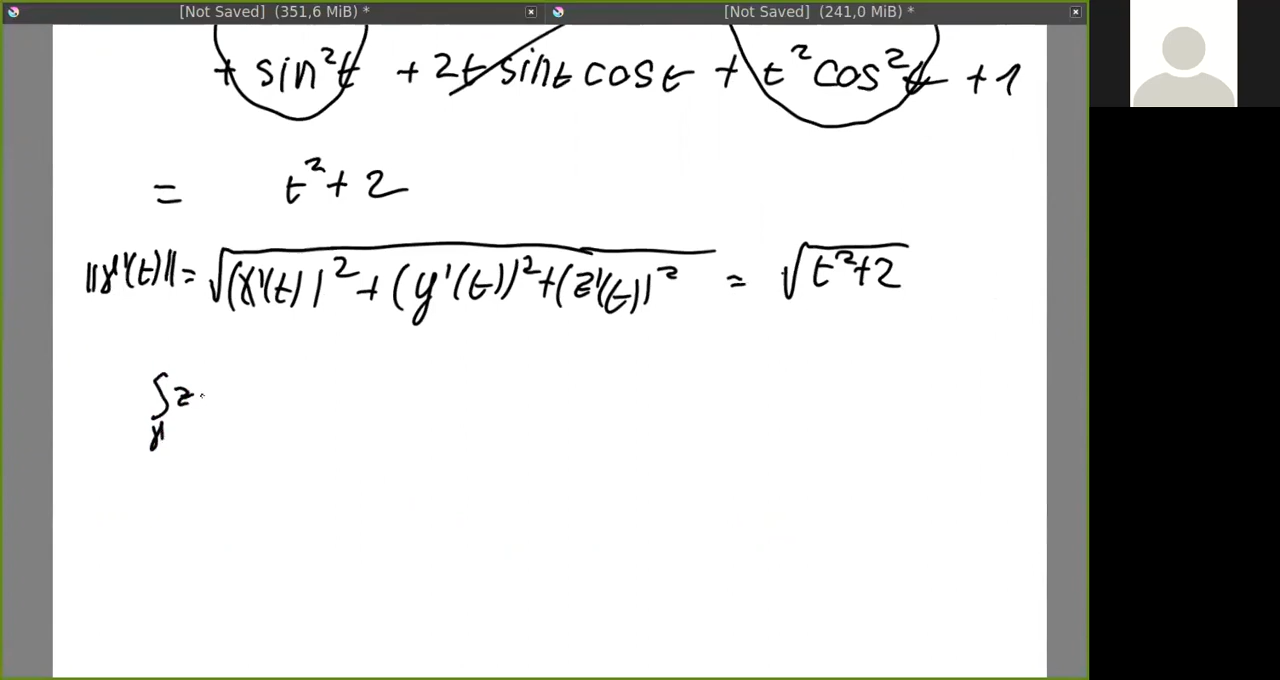 [Not Saved] (351,6 MiB) * [Not Saved] (241,0 MiB) *
+ sin²t + 2t sint cost + t²cos²t + 1
= t² + 2
||γ'(t)|| = √((x'(t))² + (y'(t))² + (z'(t))²) = √(t²+2)
∫z
γ